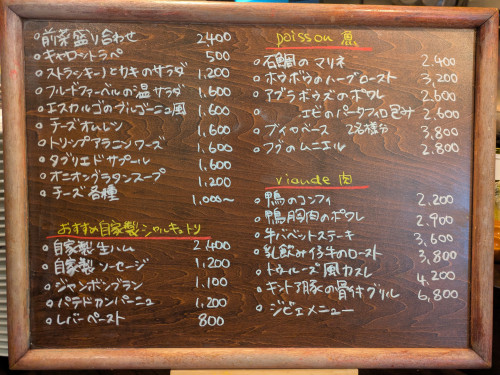 前菜盛り合わせ 2,400
キャロットラペ 500
ストラッキーノとカキのサラダ 1,200
フルーツファーベルの温サラダ 1,600
エスカルゴのブルゴーニュ風 1,600
チーズオムレツ 1,600
トリップアラニソワーズ 1,600
タブリエドサプール 1,600
オニオングラタンスープ 1,200
チーズ各種 1,000〜
おすすめ自家製シャルキュトリ
自家製生ハム 2,400
自家製ソーセージ 1,200
ジャンボンブラン 1,100
パテドカンパーニュ 1,200
レバーペースト 800
poisson 魚
石鯛のマリネ 2,400
ホウボウのハーブロースト 3,200
アブラボウズのポワレ 2,600
エビのパータフィロ包み 2,600
ブイヤベース 2名様分 3,800
フグのムニエル 2,800
viande 肉
鴨のコンフィ 2,200
鴨胸肉のポワレ 2,900
牛バベットステーキ 3,600
乳飲み仔牛のロースト 3,800
トゥルーズ風カスレ 4,200
キントア豚の骨付きグリル 6,800
ジビエメニュー